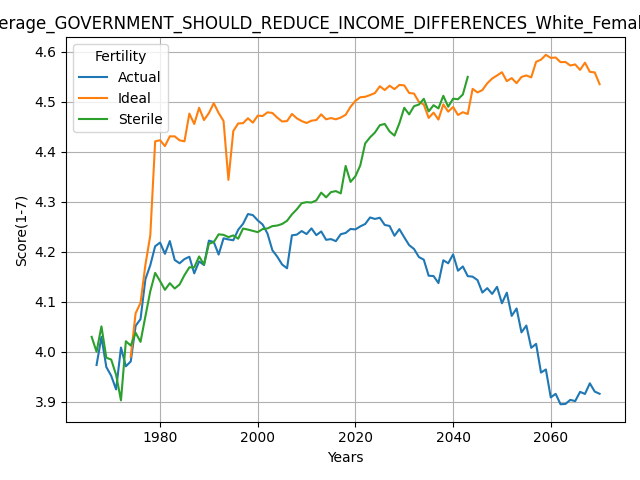 erage_GOVERNMENT_SHOULD_REDUCE_INCOME_DIFFERENCES_White_Femal
Fertility
Actual
Ideal
Sterile
Score(1-7)
4.6
4.5
4.4
4.3
4.2
4.1
4.0
3.9
1980 2000 2020 2040 2060
Years